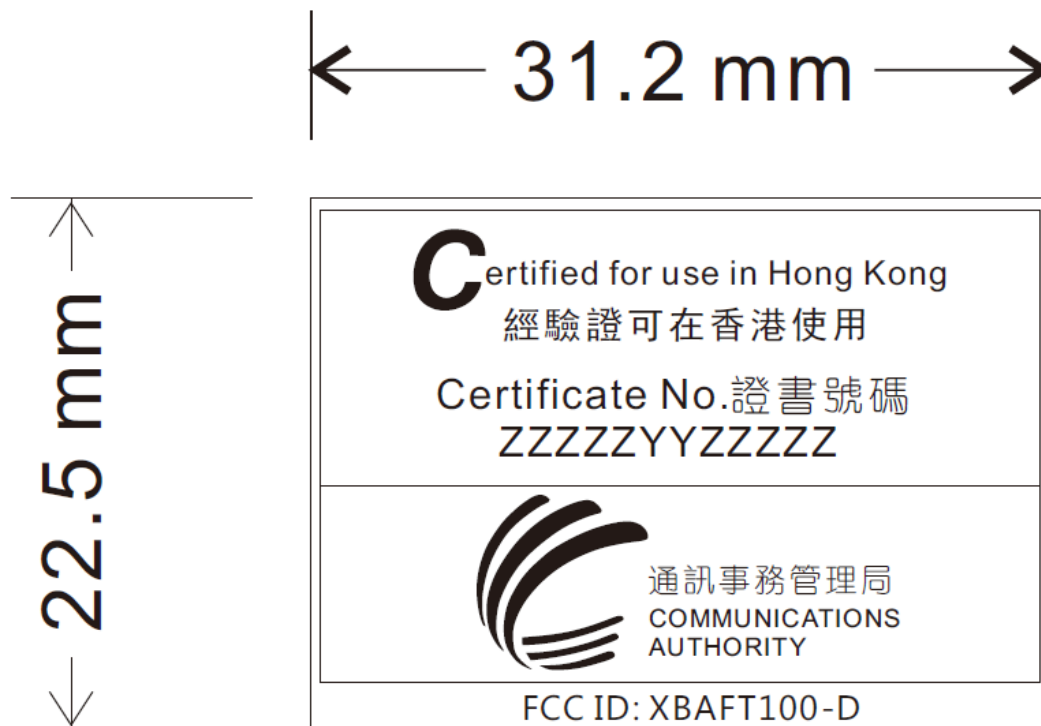 31.2 mm
22.5 mm
Certified for use in Hong Kong
經驗證可在香港使用
Certificate No.證書號碼
ZZZZZYYZZZZZ
通訊事務管理局
COMMUNICATIONS
AUTHORITY
FCC ID: XBAFT100-D